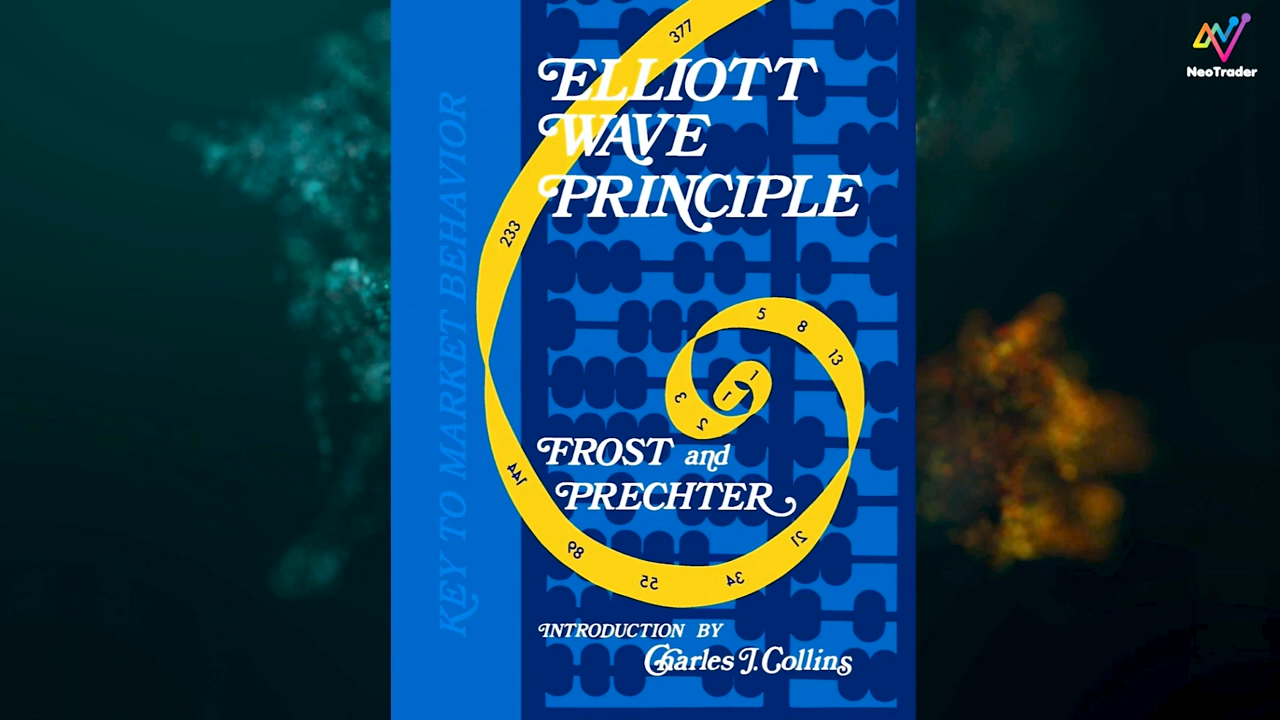 377
ELLIOTT
WAVE
PRINCIPLE
KEY TO MARKET BEHAVIOR
233
5
8
13
1
1
2
3
FROST and
PRECHTER
144
89
55
34
21
INTRODUCTION BY
Charles J. Collins
NeoTrader